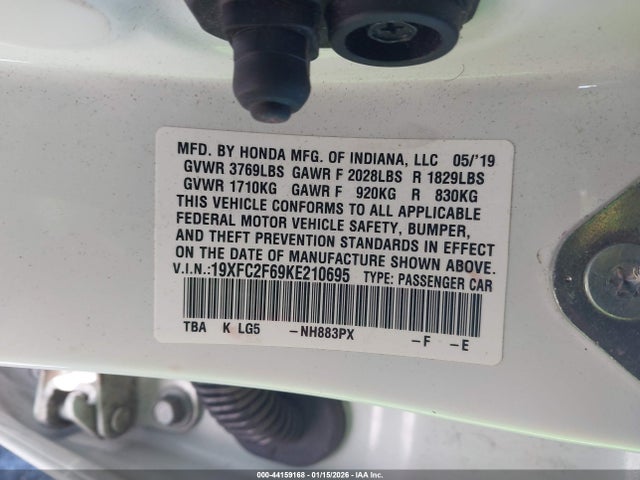 MFD. BY HONDA MFG. OF INDIANA, LLC 05/'19
GVWR 3769LBS GAWR F 2028LBS R 1829LBS
GVWR 1710KG GAWR F 920KG R 830KG
THIS VEHICLE CONFORMS TO ALL APPLICABLE
FEDERAL MOTOR VEHICLE SAFETY, BUMPER,
AND THEFT PREVENTION STANDARDS IN EFFECT
ON THE DATE OF MANUFACTURE SHOWN ABOVE.
V.I.N.:19XFC2F69KE210695 TYPE: PASSENGER CAR
TBA K LG5 -NH883PX -F -E
000-44159168 - 01/15/2026 - IAA Inc.